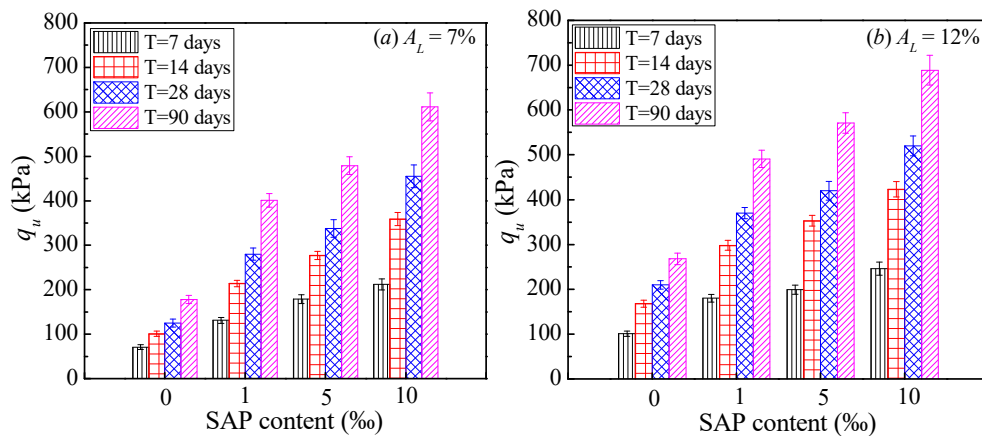 (a) A_L = 7%
T=7 days
T=14 days
T=28 days
T=90 days
800
700
600
500
400
300
200
100
0
q_u (kPa)
0 1 5 10
SAP content (‰)
(b) A_L = 12%
T=7 days
T=14 days
T=28 days
T=90 days
800
700
600
500
400
300
200
100
0
q_u (kPa)
0 1 5 10
SAP content (‰)